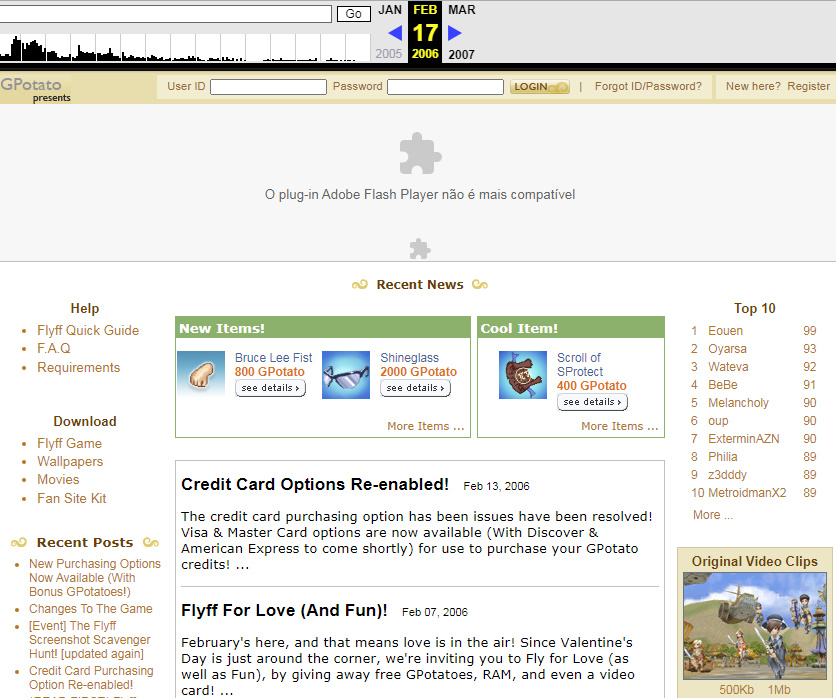 Go
JAN FEB MAR
17
2005 2006 2007
GPotato
presents
User ID Password LOGIN | Forgot ID/Password? New here? Register
O plug-in Adobe Flash Player não é mais compatível
Recent News
Help
Flyff Quick Guide
F.A.Q
Requirements
Download
Flyff Game
Wallpapers
Movies
Fan Site Kit
Recent Posts
New Purchasing Options
Now Available (With
Bonus GPotatoes!)
Changes To The Game
[Event] The Flyff
Screenshot Scavenger
Hunt! [updated again]
Credit Card Purchasing
Option Re-enabled!
New Items!
Bruce Lee Fist
800 GPotato
see details ›
Shineglass
2000 GPotato
see details ›
More Items ...
Cool Item!
Scroll of
SProtect
400 GPotato
see details ›
More Items ...
Credit Card Options Re-enabled! Feb 13, 2006
The credit card purchasing option has been issues have been resolved!
Visa & Master Card options are now available (With Discover &
American Express to come shortly) for use to purchase your GPotato
credits! ...
Flyff For Love (And Fun)! Feb 07, 2006
February's here, and that means love is in the air! Since Valentine's
Day is just around the corner, we're inviting you to Fly for Love (as
well as Fun), by giving away free GPotatoes, RAM, and even a video
card! ...
Top 10
1 Eouen 99
2 Oyarsa 93
3 Wateva 92
4 BeBe 91
5 Melancholy 90
6 oup 90
7 ExterminAZN 90
8 Philia 89
9 z3dddy 89
10 MetroidmanX2 89
More ...
Original Video Clips
500Kb 1Mb